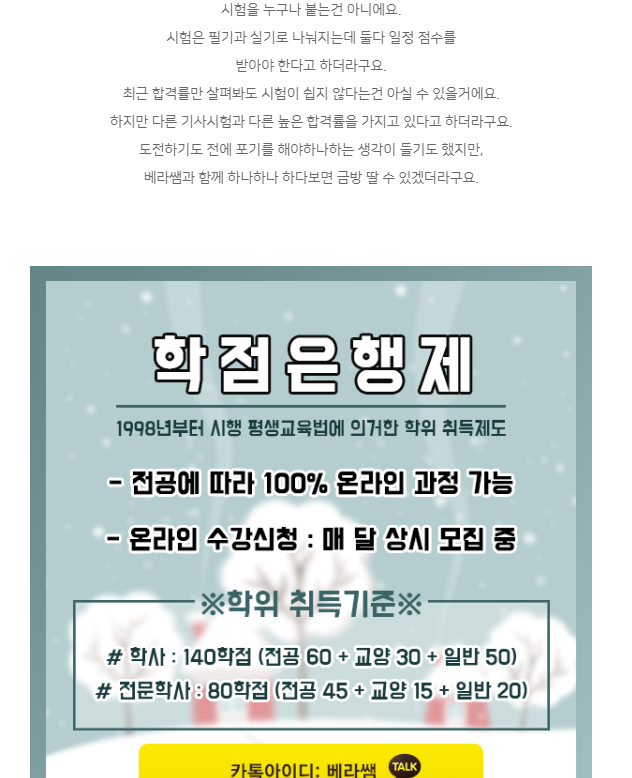 시험을 누구나 붙는건 아니에요.
시험은 필기과 실기로 나눠지는데 둘다 일정 점수를
받아야 한다고 하더라구요.
최근 합격률만 살펴봐도 시험이 쉽지 않다는건 아실 수 있을거에요.
하지만 다른 기사시험과 다른 높은 합격률을 가지고 있다고 하더라구요.
도전하기도 전에 포기를 해야하나하는 생각이 들기도 했지만,
베라쌤과 함께 하나하나 하다보면 금방 딸 수 있겠더라구요.
학점은행제
1998년부터 시행 평생교육법에 의거한 학위 취득제도
- 전공에 따라 100% 온라인 과정 가능
- 온라인 수강신청 : 매 달 상시 모집 중
※학위 취득기준※
# 학사 : 140학점 (전공 60 + 교양 30 + 일반 50)
# 전문학사 : 80학점 (전공 45 + 교양 15 + 일반 20)
카톡아이디: 베라쌤 TALK